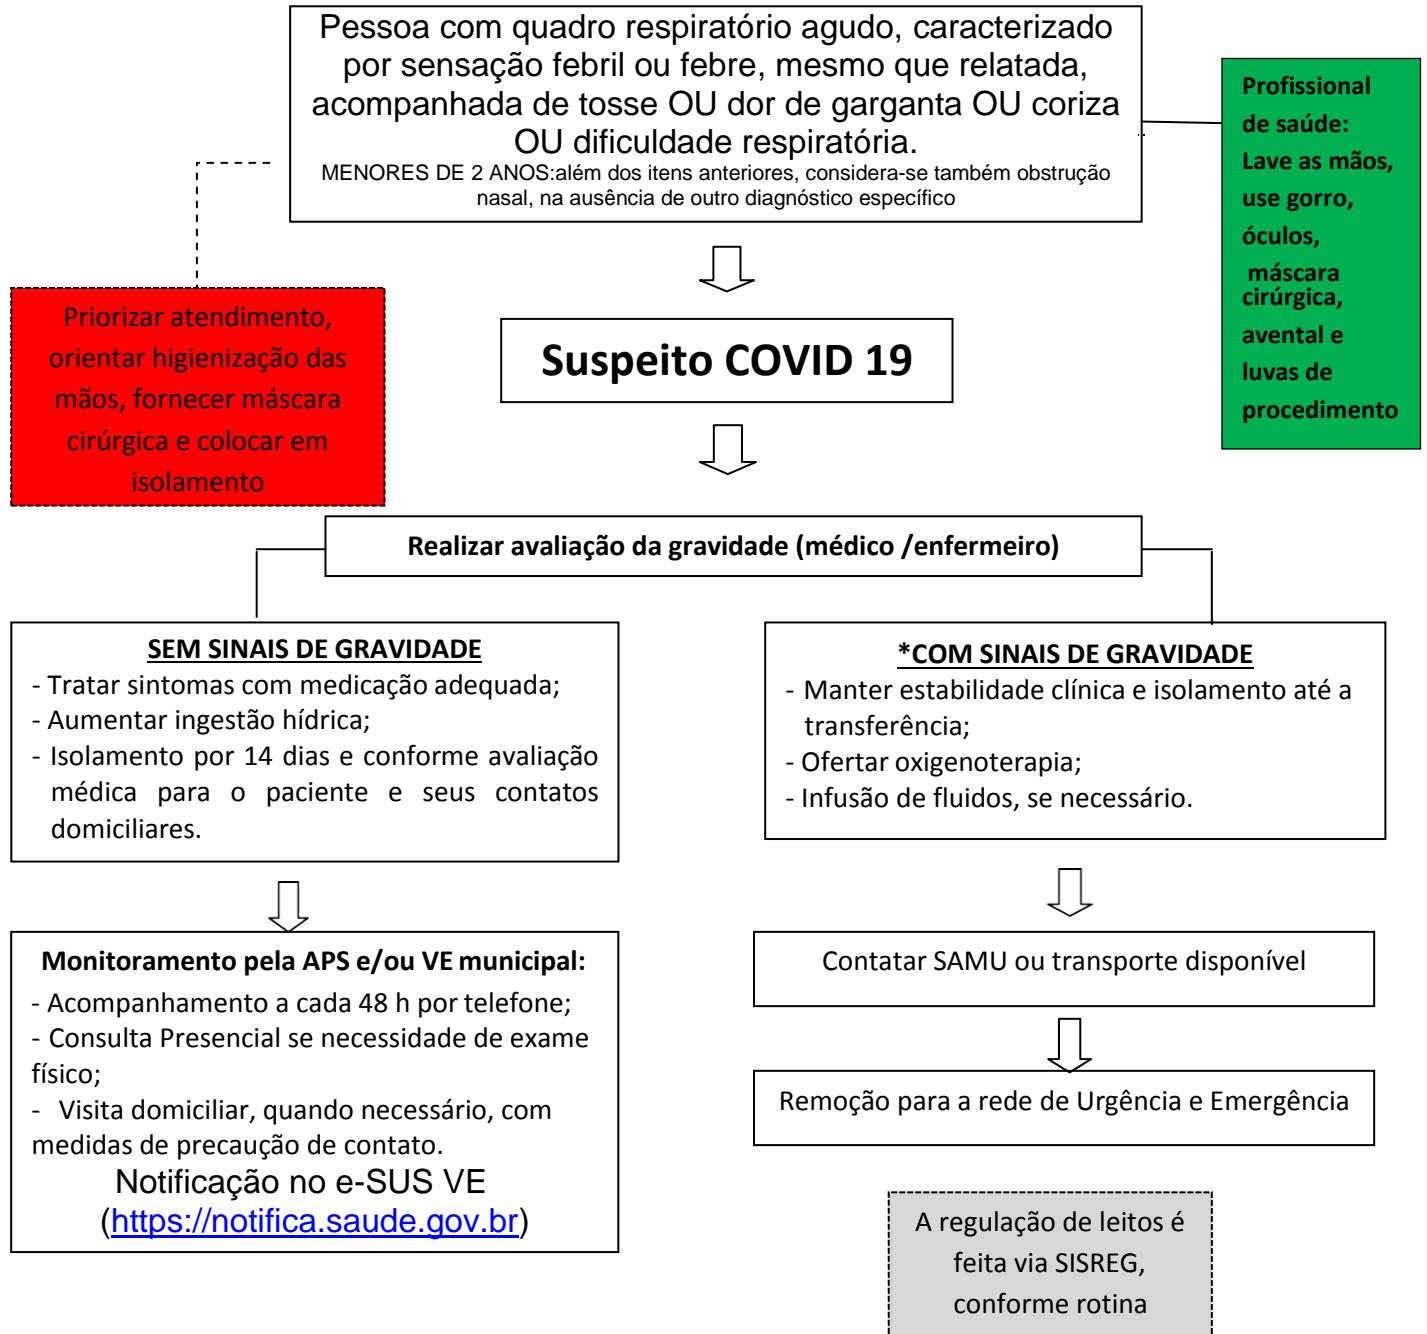 Pessoa com quadro respiratório agudo, caracterizado
por sensação febril ou febre, mesmo que relatada,
acompanhada de tosse OU dor de garganta OU coriza
OU dificuldade respiratória.
MENORES DE 2 ANOS:além dos itens anteriores, considera-se também obstrução
nasal, na ausência de outro diagnóstico específico
Profissional
de saúde:
Lave as mãos,
use gorro,
óculos,
máscara
cirúrgica,
avental e
luvas de
procedimento
Priorizar atendimento,
orientar higienização das
mãos, fornecer máscara
cirúrgica e colocar em
isolamento
Suspeito COVID 19
Realizar avaliação da gravidade (médico /enfermeiro)
SEM SINAIS DE GRAVIDADE
- Tratar sintomas com medicação adequada;
- Aumentar ingestão hídrica;
- Isolamento por 14 dias e conforme avaliação
médica para o paciente e seus contatos
domiciliares.
*COM SINAIS DE GRAVIDADE
- Manter estabilidade clínica e isolamento até a
transferência;
- Ofertar oxigenoterapia;
- Infusão de fluidos, se necessário.
Monitoramento pela APS e/ou VE municipal:
- Acompanhamento a cada 48 h por telefone;
- Consulta Presencial se necessidade de exame
físico;
- Visita domiciliar, quando necessário, com
medidas de precaução de contato.
Notificação no e-SUS VE
(https://notifica.saude.gov.br)
Contatar SAMU ou transporte disponível
Remoção para a rede de Urgência e Emergência
A regulação de leitos é
feita via SISREG,
conforme rotina